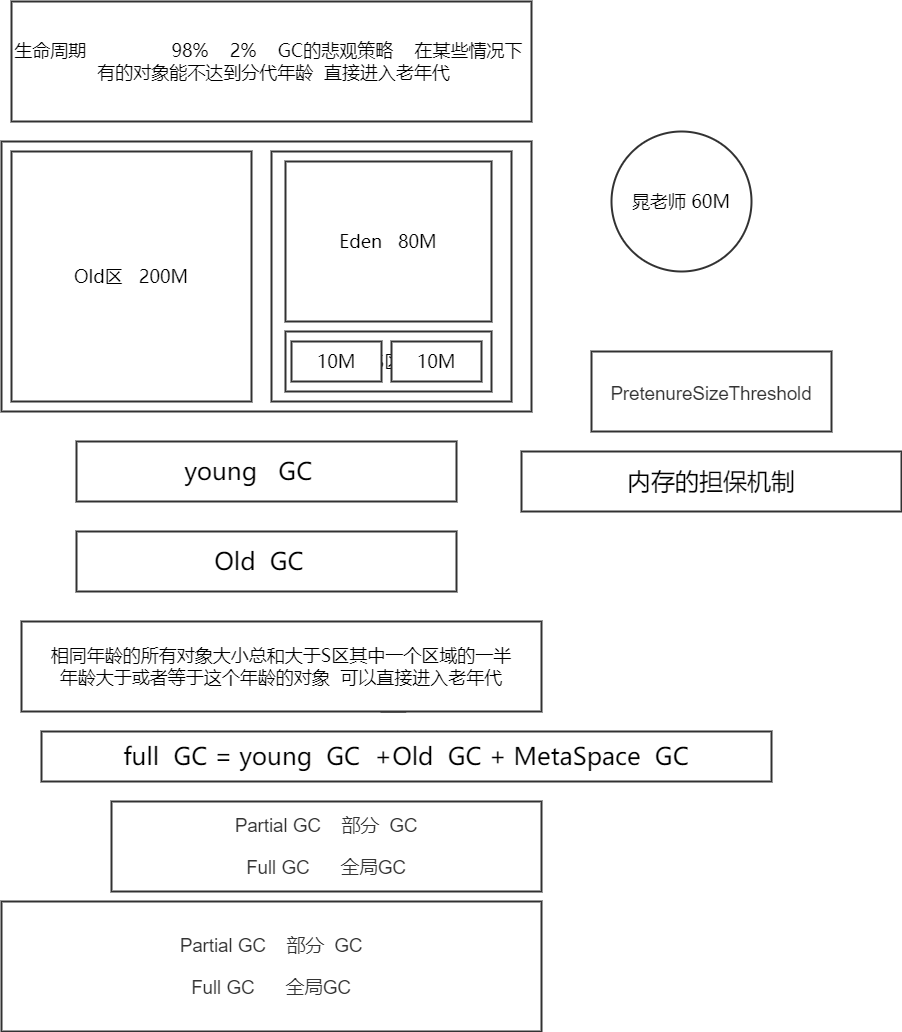 生命周期 98% 2% GC的悲观策略 在某些情况下
有的对象能不达到分代年龄 直接进入老年代
晁老师 60M
Eden 80M
Old区 200M
10M
10M
PretenureSizeThreshold
young GC
内存的担保机制
Old GC
相同年龄的所有对象大小总和大于S区其中一个区域的一半
年龄大于或者等于这个年龄的对象 可以直接进入老年代
full GC = young GC +Old GC + MetaSpace GC
Partial GC 部分 GC
Full GC 全局GC
Partial GC 部分 GC
Full GC 全局GC